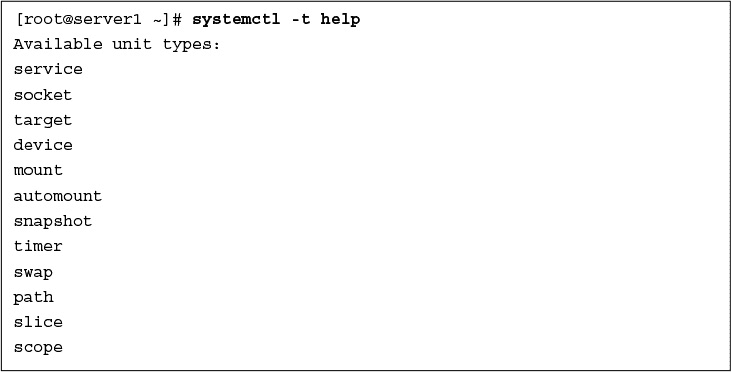 [root@server1 ~]# systemctl -t help
Available unit types:
service
socket
target
device
mount
automount
snapshot
timer
swap
path
slice
scope